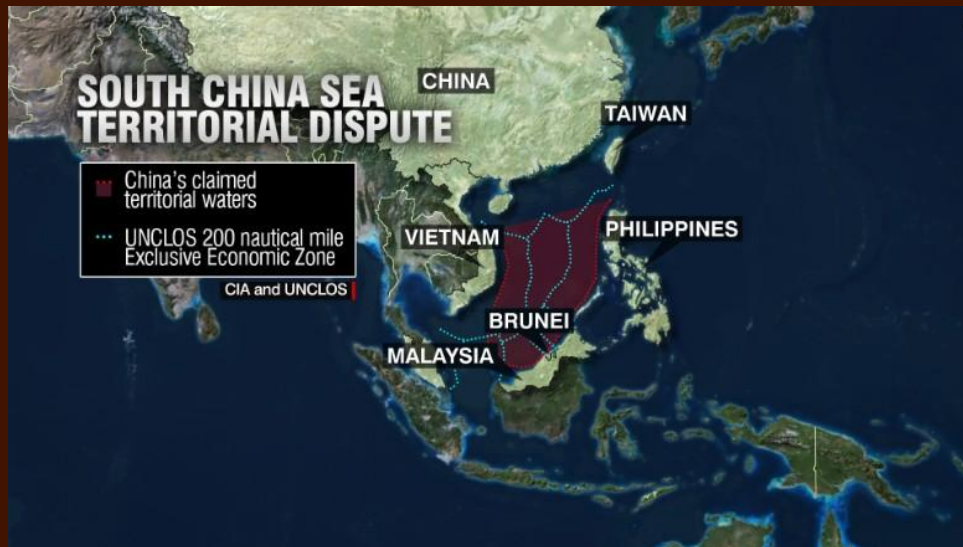 SOUTH CHINA SEA
TERRITORIAL DISPUTE
China's claimed
territorial waters
UNCLOS 200 nautical mile
Exclusive Economic Zone
CIA and UNCLOS
CHINA
TAIWAN
VIETNAM
PHILIPPINES
BRUNEI
MALAYSIA